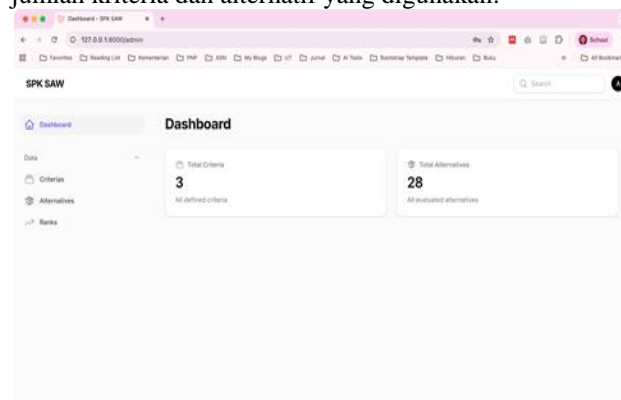 jumlah kriteria dan alternatif yang digunakan.
Dashboard - SPK SAW
127.0.0.1:8000/admin
School
Favorites Reading List Kementerian PHP ASN My Blogs UT Jurnal AI Tools Bootstrap Template Hiburan Buku All Bookmar
SPK SAW
Search
A
Dashboard
Dashboard
Data
Total Criteria
Total Alternatives
3
28
Criterias
All defined criteria
All evaluated alternatives
Alternatives
Ranks